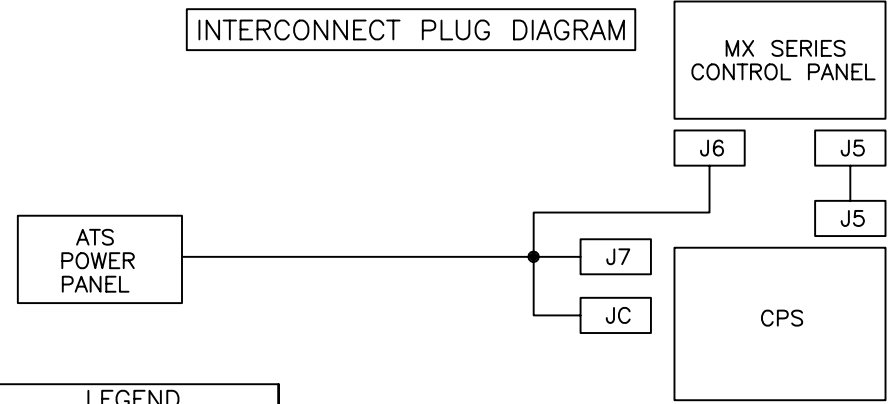 INTERCONNECT PLUG DIAGRAM
MX SERIES
CONTROL PANEL
J6
J5
J5
ATS
POWER
PANEL
J7
JC
CPS
LEGEND